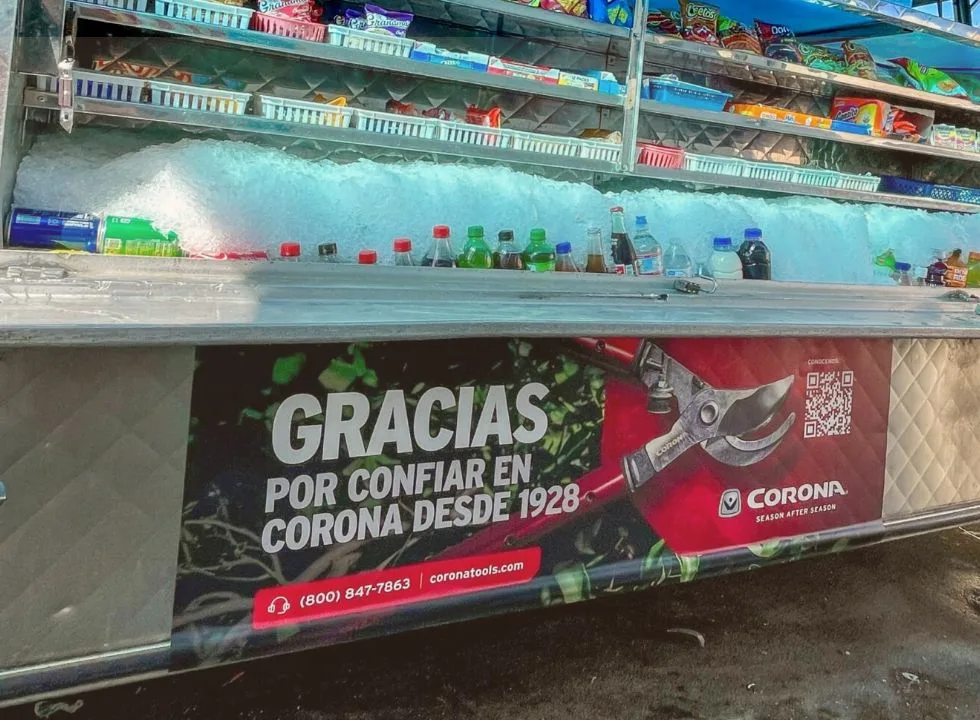 GRACIAS
POR CONFIAR EN
CORONA DESDE 1928
(800) 847-7863 | coronatools.com
CORONA
CONÓCENOS
CORONA
SEASON AFTER SEASON